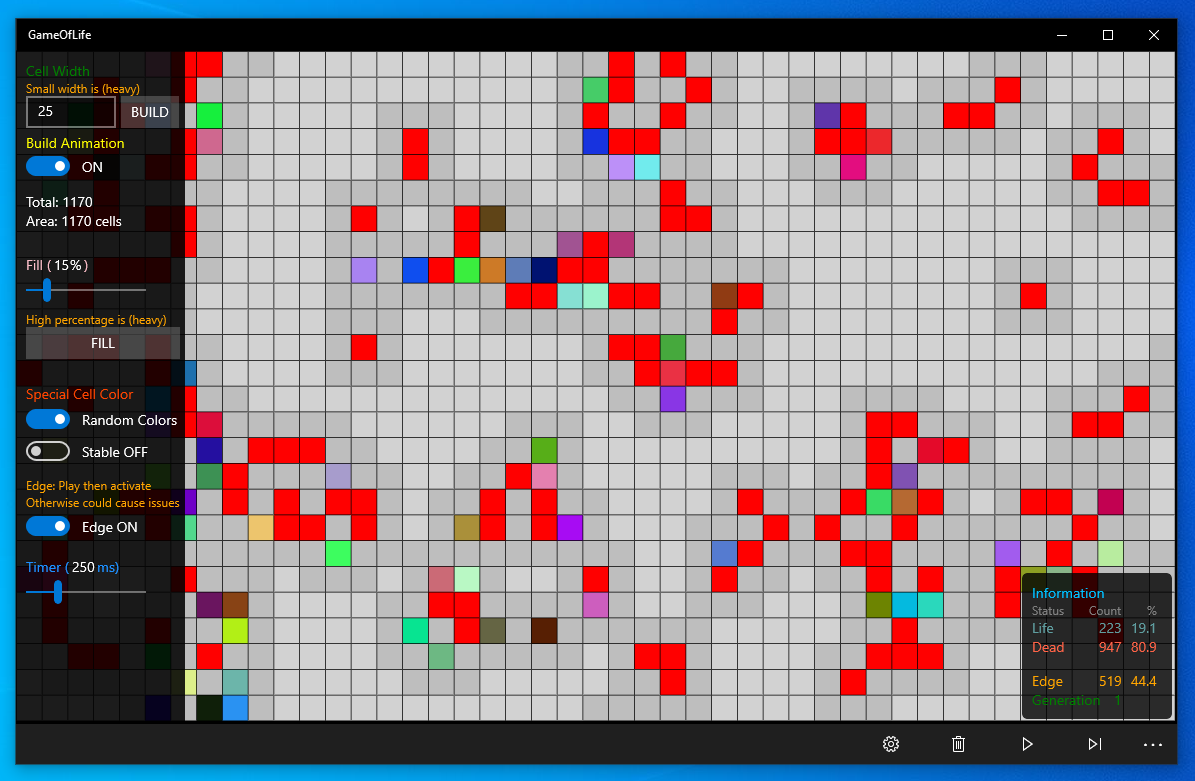 GameOfLife
Cell Width
Small width is (heavy)
25
BUILD
Build Animation
ON
Total: 1170
Area: 1170 cells
Fill (15%)
High percentage is (heavy)
FILL
Special Cell Color
Random Colors
Stable OFF
Edge: Play then activate
Otherwise could cause issues
Edge ON
Timer (250 ms)
Information
Status Count %
Life 223 19.1
Dead 947 80.9
Edge 519 44.4
Generation 1